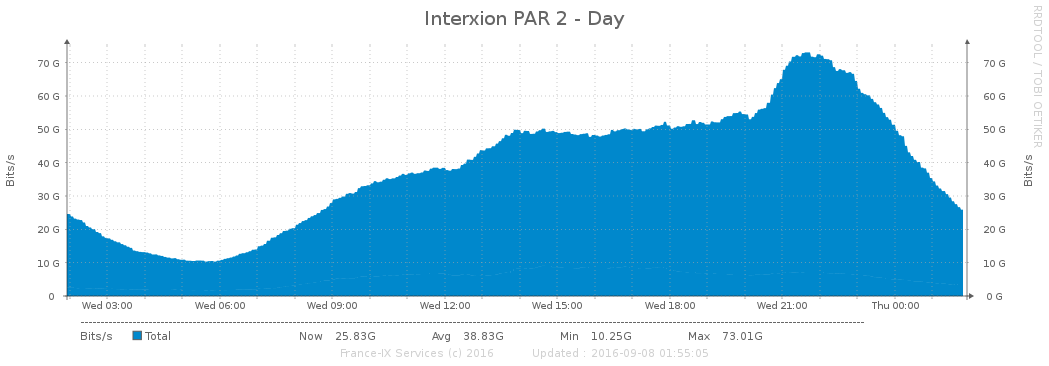 Interxion PAR 2 - Day
RRDTOOL / TOBI OETIKER
Bits/s
70 G 70 G
60 G 60 G
50 G 50 G
40 G 40 G
30 G 30 G
20 G 20 G
10 G 10 G
0 0 G
Bits/s
Wed 03:00 Wed 06:00 Wed 09:00 Wed 12:00 Wed 15:00 Wed 18:00 Wed 21:00 Thu 00:00
Bits/s Total Now 25.83G Avg 38.83G Min 10.25G Max 73.01G
France-IX Services (c) 2016 Updated : 2016-09-08 01:55:05